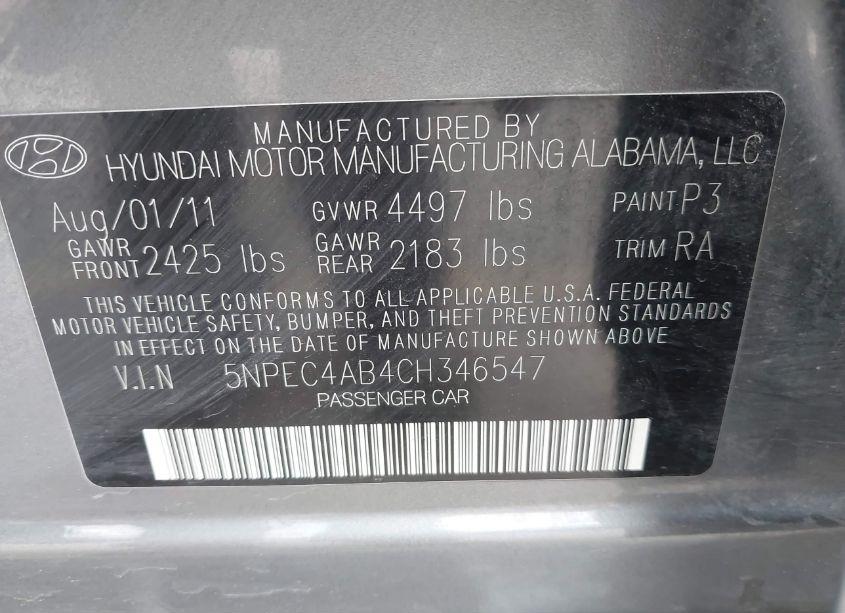 MANUFACTURED BY
HYUNDAI MOTOR MANUFACTURING ALABAMA, LLC
Aug/01/11 GVWR 4497 lbs PAINT P3
GAWR FRONT 2425 lbs GAWR REAR 2183 lbs TRIM RA
THIS VEHICLE CONFORMS TO ALL APPLICABLE U.S.A. FEDERAL
MOTOR VEHICLE SAFETY, BUMPER, AND THEFT PREVENTION STANDARDS
IN EFFECT ON THE DATE OF MANUFACTURE SHOWN ABOVE
V.I.N 5NPEC4AB4CH346547
PASSENGER CAR